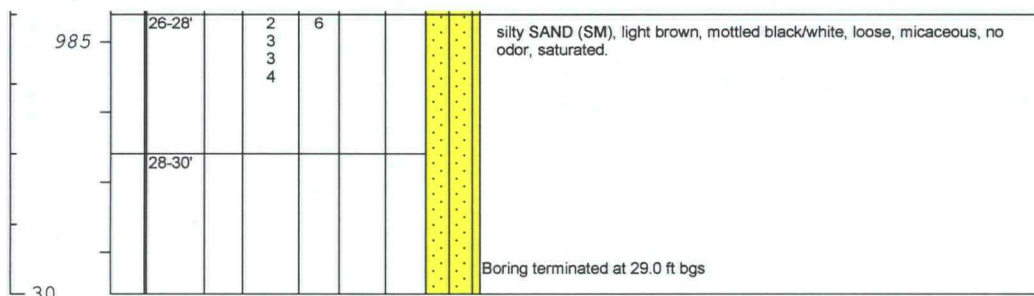 26-28' 2 6 silty SAND (SM), light brown, mottled black/white, loose, micaceous, no
985 3 odor, saturated.
3
4
28-30'
Boring terminated at 29.0 ft bgs
30